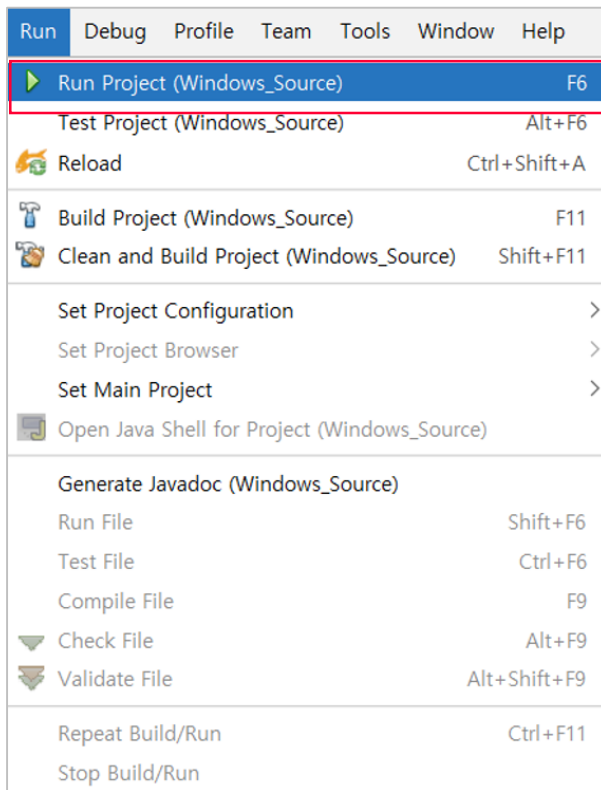 Run Debug Profile Team Tools Window Help
Run Project (Windows_Source) F6
Test Project (Windows_Source) Alt+F6
Reload Ctrl+Shift+A
Build Project (Windows_Source) F11
Clean and Build Project (Windows_Source) Shift+F11
Set Project Configuration
Set Project Browser
Set Main Project
Open Java Shell for Project (Windows_Source)
Generate Javadoc (Windows_Source)
Run File Shift+F6
Test File Ctrl+F6
Compile File F9
Check File Alt+F9
Validate File Alt+Shift+F9
Repeat Build/Run Ctrl+F11
Stop Build/Run